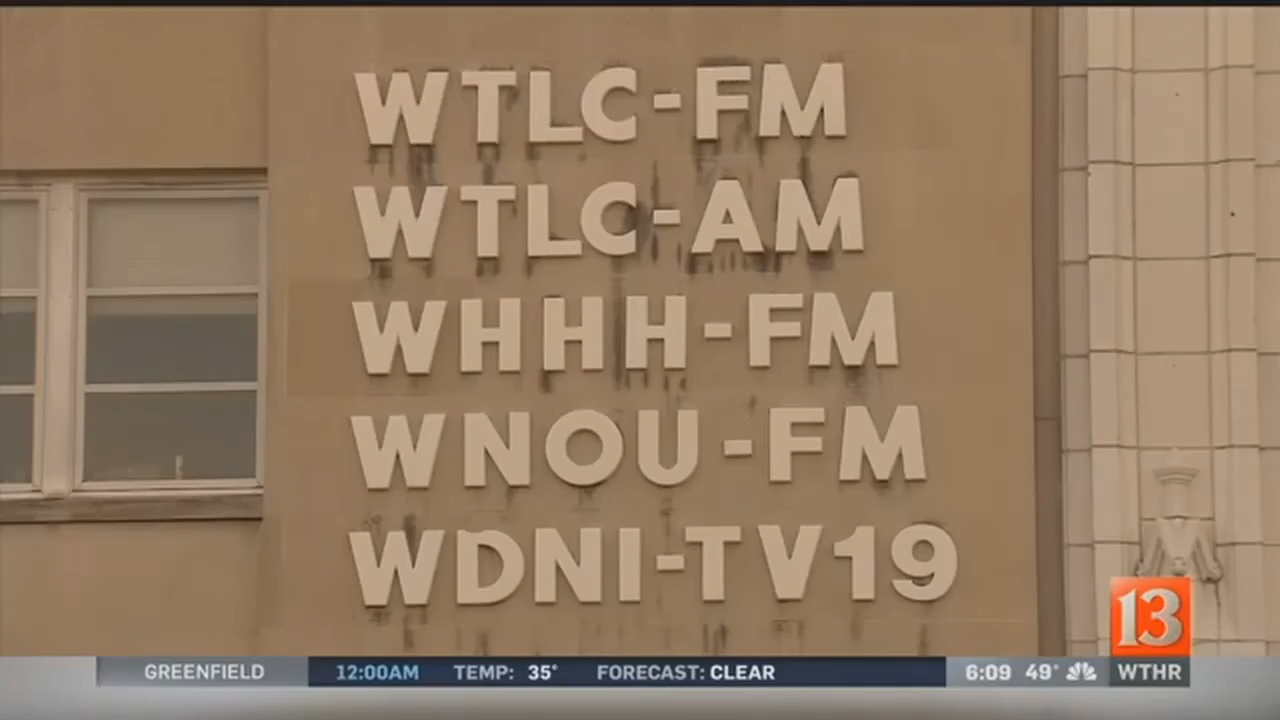 WTLC-FM
WTLC-AM
WHHH-FM
WNOU-FM
WDNI-TV19
13
GREENFIELD 12:00AM TEMP: 35° FORECAST: CLEAR 6:09 49° WTHR